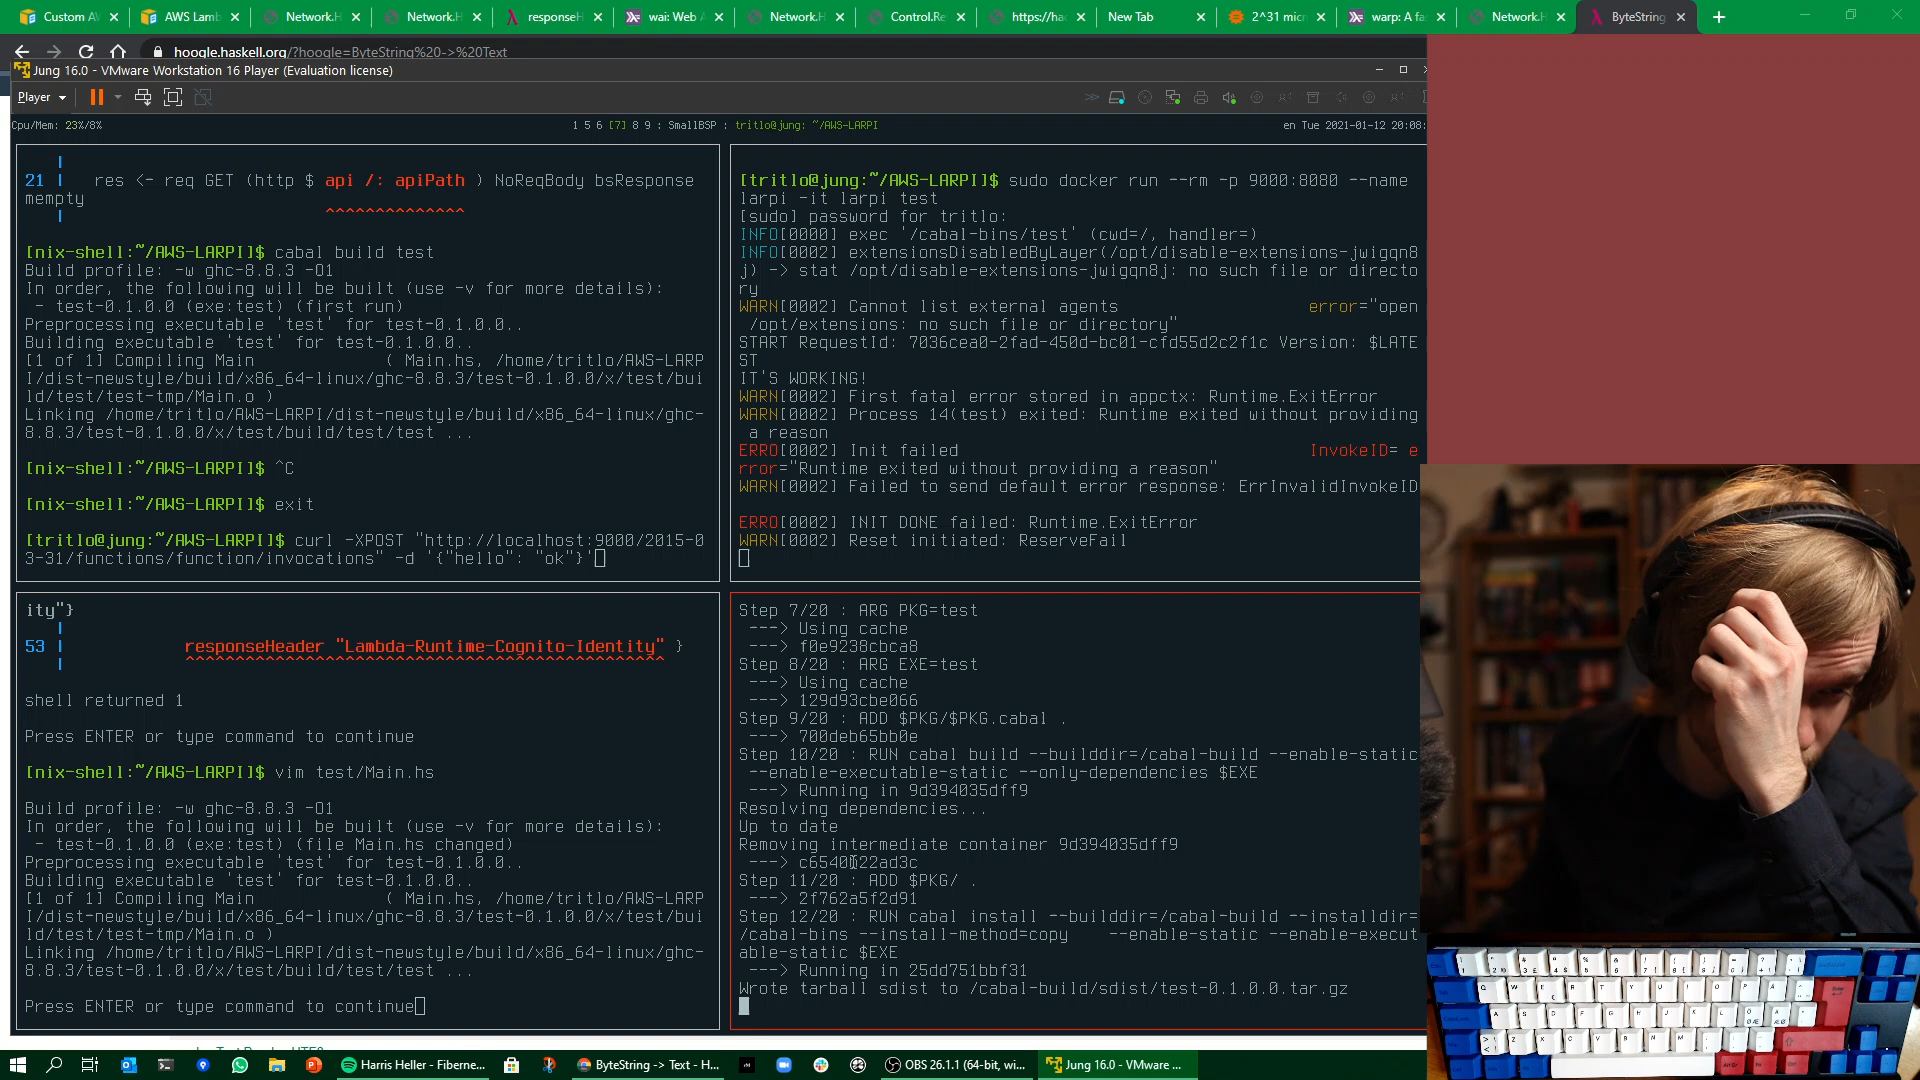 Custom A
AWS Lamb
Network.H
Network.H
responseH
wai: Web A
Network.H
Control.Re
https://ha
New Tab
2^31 mic
warp: A fa
Network.H
ByteString
hoogle.haskell.org/?hoogle=ByteString%20->%20Text
Jung 16.0 - VMware Workstation 16 Player (Evaluation license)
Player
Cpu/Mem: 23%/8%
1 5 6 [7] 8 9 : SmallBSP : tritlo@jung: ~/AWS-LARPI
en Tue 2021-01-12 20:08:
21 | res <- req GET (http $ api /: apiPath ) NoReqBody bsResponse
mempty
^^^^^^^^^^^^^^
[nix-shell:~/AWS-LARPI]$ cabal build test
Build profile: -w ghc-8.8.3 -O1
In order, the following will be built (use -v for more details):
- test-0.1.0.0 (exe:test) (first run)
Preprocessing executable 'test' for test-0.1.0.0..
Building executable 'test' for test-0.1.0.0..
[1 of 1] Compiling Main ( Main.hs, /home/tritlo/AWS-LARP
I/dist-newstyle/build/x86_64-linux/ghc-8.8.3/test-0.1.0.0/x/test/bui
ld/test/test-tmp/Main.o )
Linking /home/tritlo/AWS-LARPI/dist-newstyle/build/x86_64-linux/ghc-
8.8.3/test-0.1.0.0/x/test/build/test/test ...
[nix-shell:~/AWS-LARPI]$ ^C
[nix-shell:~/AWS-LARPI]$ exit
[tritlo@jung:~/AWS-LARPI]$ curl -XPOST "http://localhost:9000/2015-0
3-31/functions/function/invocations" -d '{"hello": "ok"}'
[tritlo@jung:~/AWS-LARPI]$ sudo docker run --rm -p 9000:8080 --name
larpi -it larpi test
[sudo] password for tritlo:
INFO[0000] exec '/cabal-bins/test' (cwd=/, handler=)
INFO[0002] extensionsDisabledByLayer(/opt/disable-extensions-jwigqn8
j) -> stat /opt/disable-extensions-jwigqn8j: no such file or directo
ry
WARN[0002] Cannot list external agents error="open
/opt/extensions: no such file or directory"
START RequestId: 7036cea0-2fad-450d-bc01-cfd55d2c2f1c Version: $LATE
ST
IT'S WORKING!
WARN[0002] First fatal error stored in appctx: Runtime.ExitError
WARN[0002] Process 14(test) exited: Runtime exited without providing
a reason
ERRO[0002] Init failed InvokeID= e
rror="Runtime exited without providing a reason"
WARN[0002] Failed to send default error response: ErrInvalidInvokeID
ERRO[0002] INIT DONE failed: Runtime.ExitError
WARN[0002] Reset initiated: ReserveFail
ity"}
53 | responseHeader "Lambda-Runtime-Cognito-Identity" }
^^^^^^^^^^^^^^^^^^^^^^^^^^^^^^^^^^^^^^^^^^^^^^^^
shell returned 1
Press ENTER or type command to continue
[nix-shell:~/AWS-LARPI]$ vim test/Main.hs
Build profile: -w ghc-8.8.3 -O1
In order, the following will be built (use -v for more details):
- test-0.1.0.0 (exe:test) (file Main.hs changed)
Preprocessing executable 'test' for test-0.1.0.0..
Building executable 'test' for test-0.1.0.0..
[1 of 1] Compiling Main ( Main.hs, /home/tritlo/AWS-LARP
I/dist-newstyle/build/x86_64-linux/ghc-8.8.3/test-0.1.0.0/x/test/bui
ld/test/test-tmp/Main.o )
Linking /home/tritlo/AWS-LARPI/dist-newstyle/build/x86_64-linux/ghc-
8.8.3/test-0.1.0.0/x/test/build/test/test ...
Press ENTER or type command to continue
Step 7/20 : ARG PKG=test
---> Using cache
---> f0e9238cbca8
Step 8/20 : ARG EXE=test
---> Using cache
---> 129d93cbe066
Step 9/20 : ADD $PKG/$PKG.cabal .
---> 700deb65bb0e
Step 10/20 : RUN cabal build --builddir=/cabal-build --enable-static
--enable-executable-static --only-dependencies $EXE
---> Running in 9d394035dff9
Resolving dependencies...
Up to date
Removing intermediate container 9d394035dff9
Step 11/20 : ADD $PKG/ .
---> 2f762a5f2d91
Step 12/20 : RUN cabal install --builddir=/cabal-build --installdir=
/cabal-bins --install-method=copy --enable-static --enable-execut
able-static $EXE
---> Running in 25dd751bbf31
Wrote tarball sdist to /cabal-build/sdist/test-0.1.0.0.tar.gz
Harris Heller - Fiberne...
ByteString -> Text - H...
OBS 26.1.1 (64-bit, wi...
Jung 16.0 - VMware ...